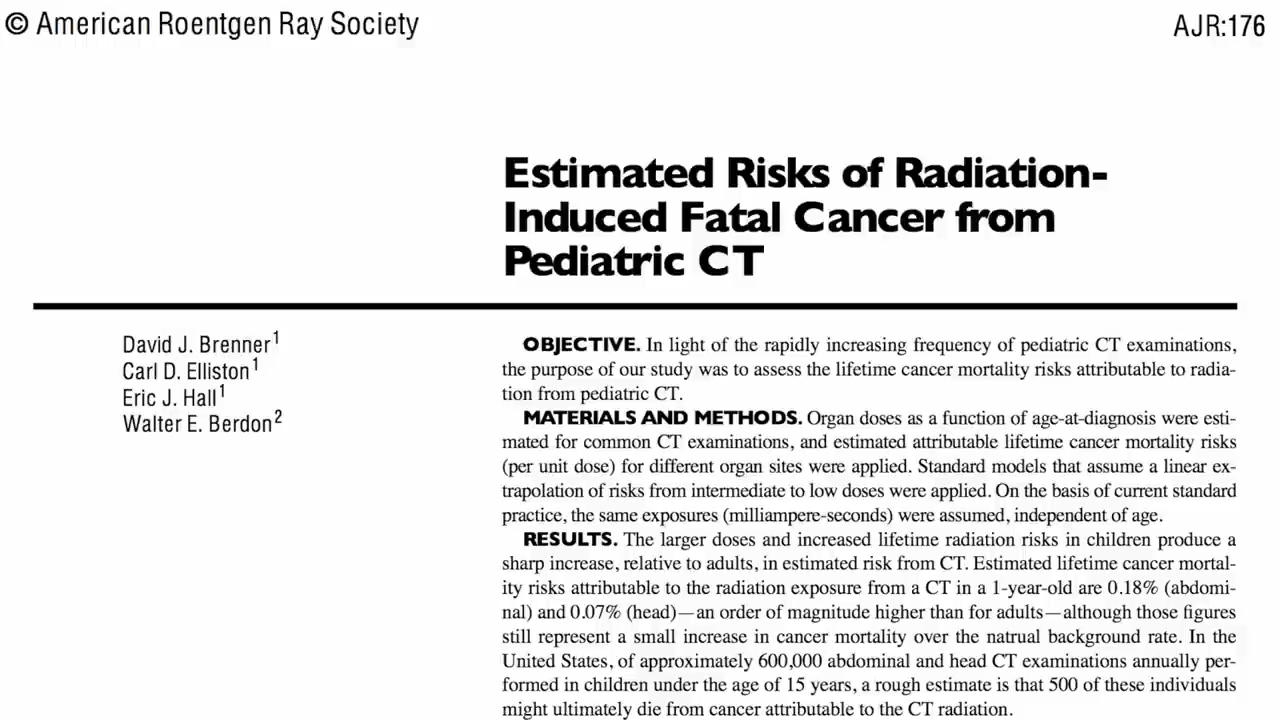 © American Roentgen Ray Society
AJR:176
Estimated Risks of Radiation-
Induced Fatal Cancer from
Pediatric CT
David J. Brenner1
Carl D. Elliston1
Eric J. Hall1
Walter E. Berdon2
OBJECTIVE. In light of the rapidly increasing frequency of pediatric CT examinations,
the purpose of our study was to assess the lifetime cancer mortality risks attributable to radia-
tion from pediatric CT.
MATERIALS AND METHODS. Organ doses as a function of age-at-diagnosis were esti-
mated for common CT examinations, and estimated attributable lifetime cancer mortality risks
(per unit dose) for different organ sites were applied. Standard models that assume a linear ex-
trapolation of risks from intermediate to low doses were applied. On the basis of current standard
practice, the same exposures (milliampere-seconds) were assumed, independent of age.
RESULTS. The larger doses and increased lifetime radiation risks in children produce a
sharp increase, relative to adults, in estimated risk from CT. Estimated lifetime cancer mortal-
ity risks attributable to the radiation exposure from a CT in a 1-year-old are 0.18% (abdomi-
nal) and 0.07% (head)—an order of magnitude higher than for adults—although those figures
still represent a small increase in cancer mortality over the natrual background rate. In the
United States, of approximately 600,000 abdominal and head CT examinations annually per-
formed in children under the age of 15 years, a rough estimate is that 500 of these individuals
might ultimately die from cancer attributable to the CT radiation.